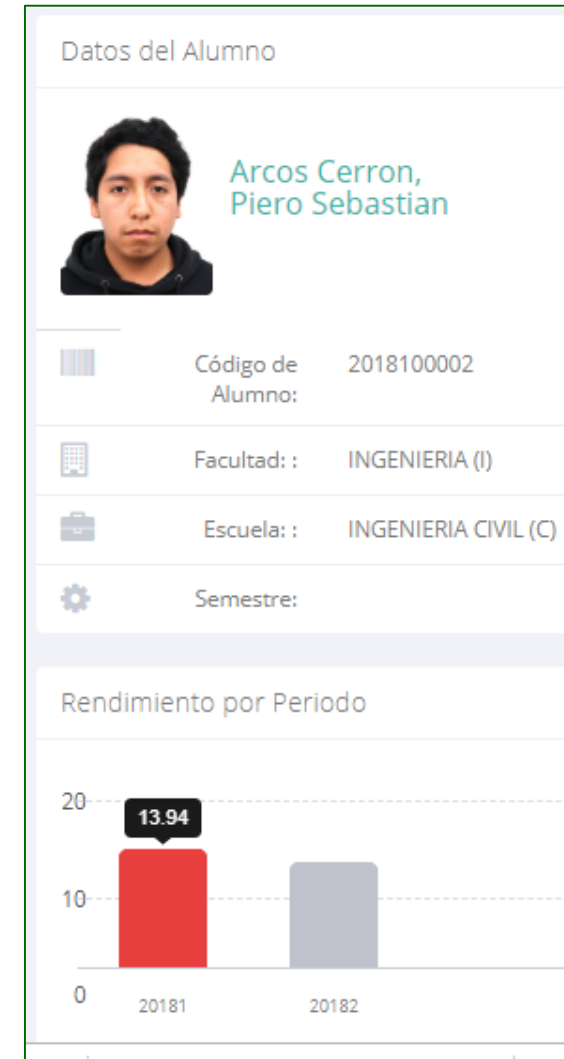 Datos del Alumno
Arcos Cerron,
Piero Sebastian
Código de
Alumno:
2018100002
Facultad: :
INGENIERIA (I)
Escuela: :
INGENIERIA CIVIL (C)
Semestre:
Rendimiento por Periodo
20
13.94
10
0
20181
20182